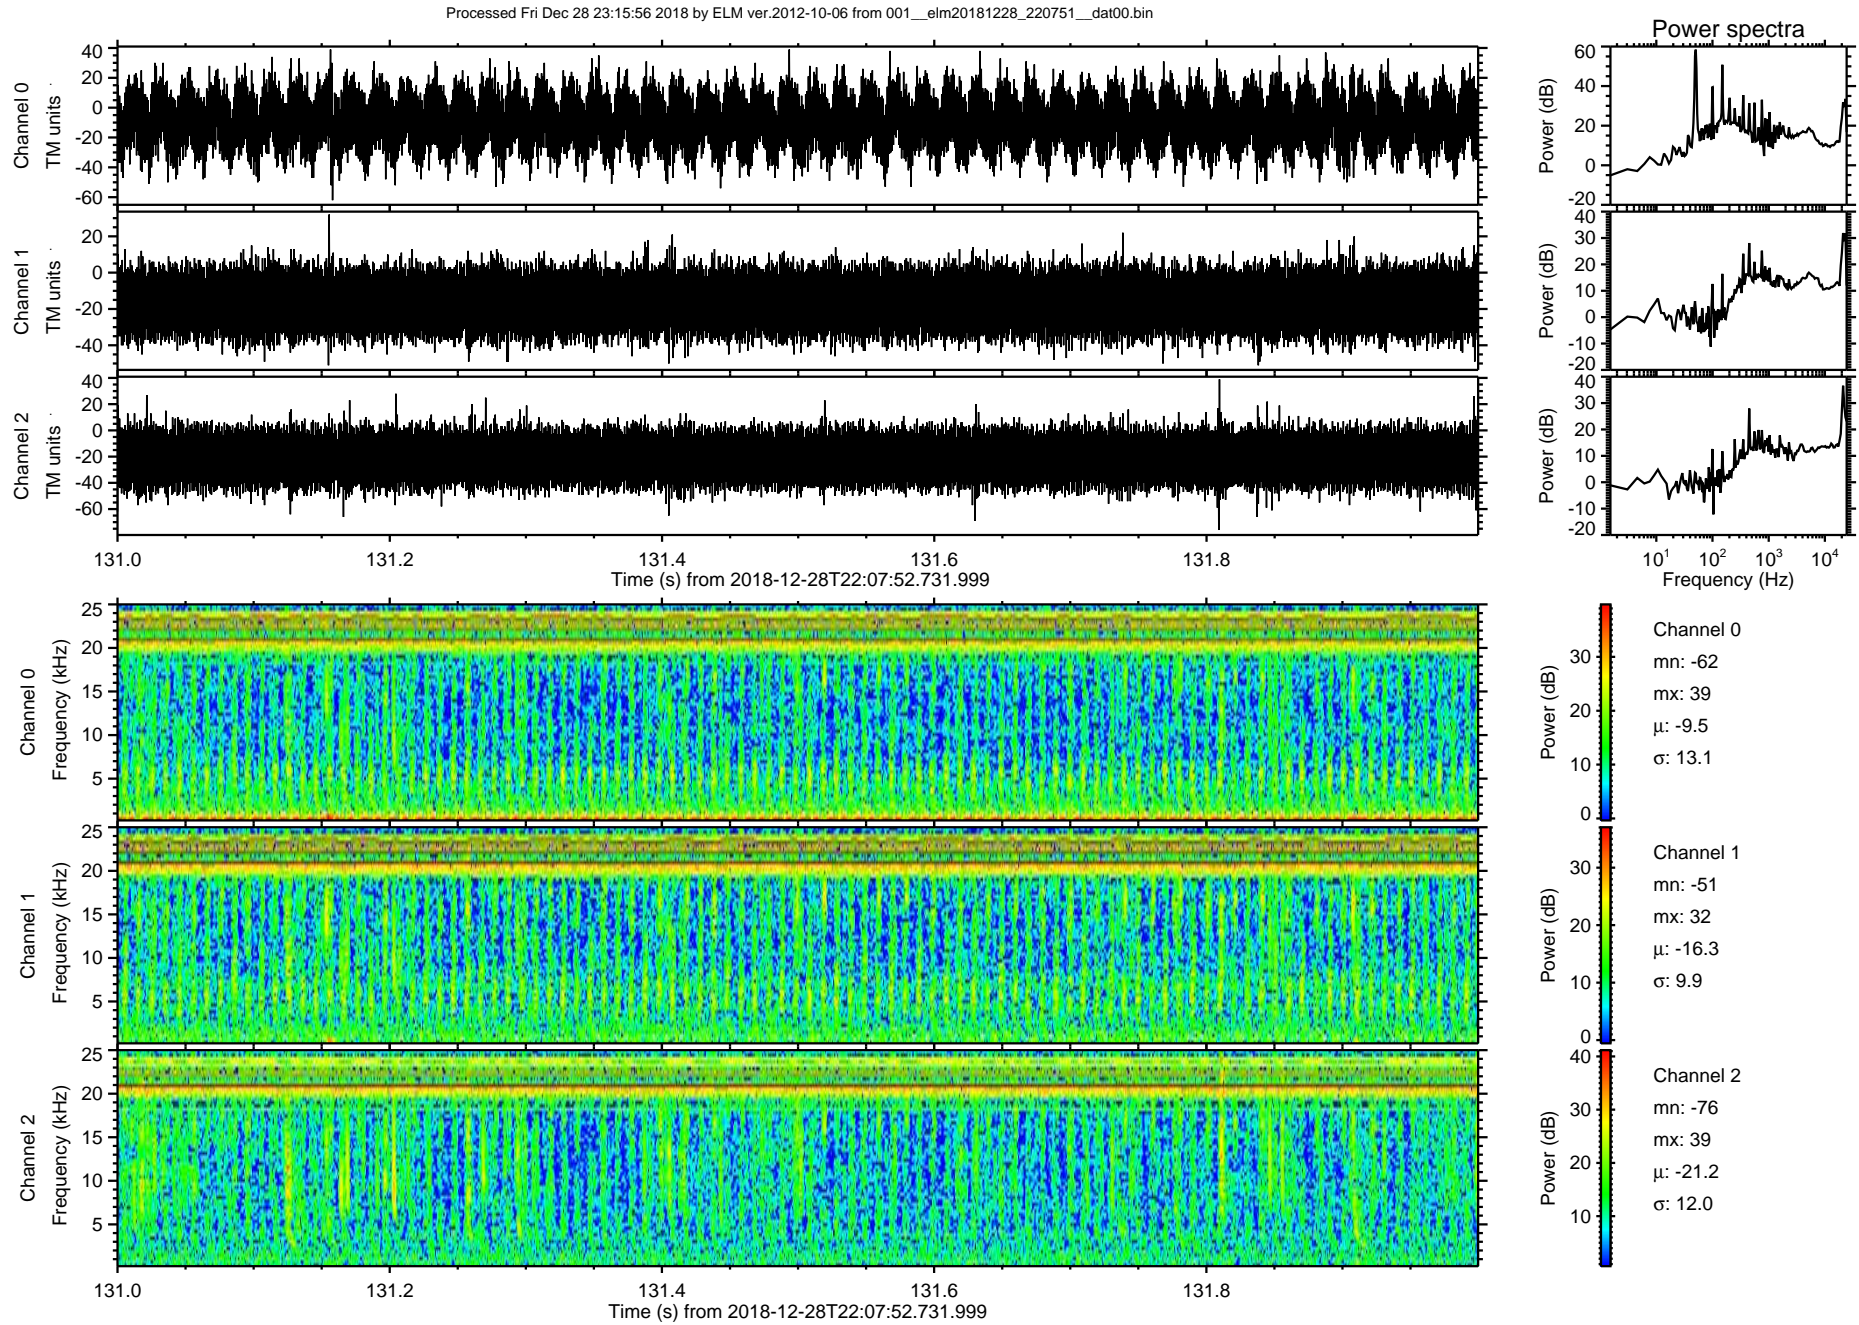 Processed Fri Dec 28 23:15:56 2018 by ELM ver.2012-10-06 from 001__elm20181228_220751__dat00.bin
Power spectra
Channel 0
TM units
40
20
0
-20
-40
-60
Power (dB)
60
40
20
0
-20
Channel 1
TM units
20
0
-20
-40
Power (dB)
40
30
20
10
0
-10
-20
Channel 2
TM units
40
20
0
-20
-40
-60
Power (dB)
40
30
20
10
0
-10
-20
131.0 131.2 131.4 131.6 131.8
Time (s) from 2018-12-28T22:07:52.731.999
10¹ 10² 10³ 10⁴
Frequency (Hz)
Channel 0
Frequency (kHz)
25
20
15
10
5
Power (dB)
30
20
10
0
Channel 0
mn: -62
mx: 39
μ: -9.5
σ: 13.1
Channel 1
Frequency (kHz)
25
20
15
10
5
Power (dB)
30
20
10
0
Channel 1
mn: -51
mx: 32
μ: -16.3
σ: 9.9
Channel 2
Frequency (kHz)
25
20
15
10
5
Power (dB)
40
30
20
10
Channel 2
mn: -76
mx: 39
μ: -21.2
σ: 12.0
131.0 131.2 131.4 131.6 131.8
Time (s) from 2018-12-28T22:07:52.731.999